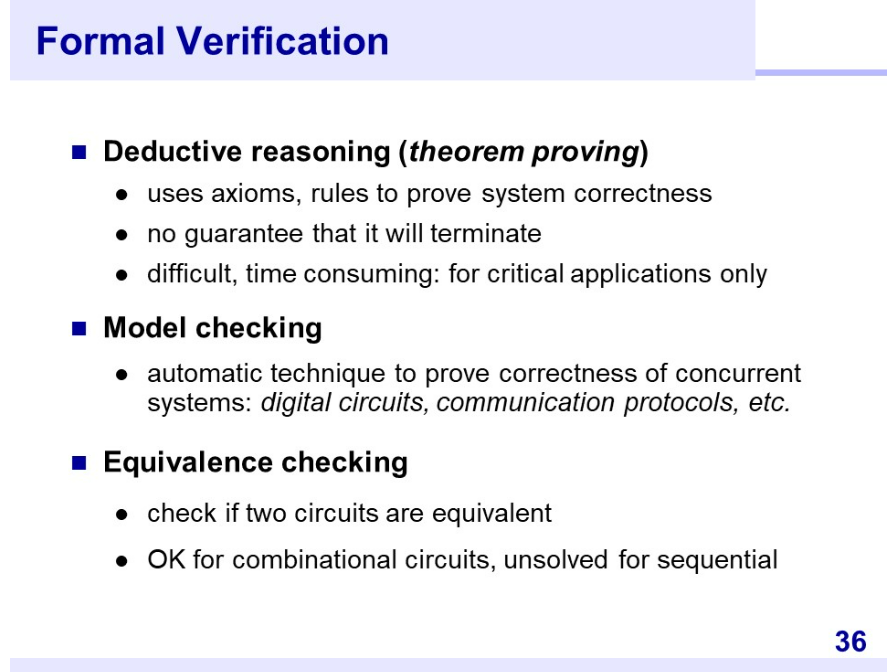 Formal Verification
Deductive reasoning (theorem proving)
uses axioms, rules to prove system correctness
no guarantee that it will terminate
difficult, time consuming: for critical applications only
Model checking
automatic technique to prove correctness of concurrent
systems: digital circuits, communication protocols, etc.
Equivalence checking
check if two circuits are equivalent
OK for combinational circuits, unsolved for sequential
36